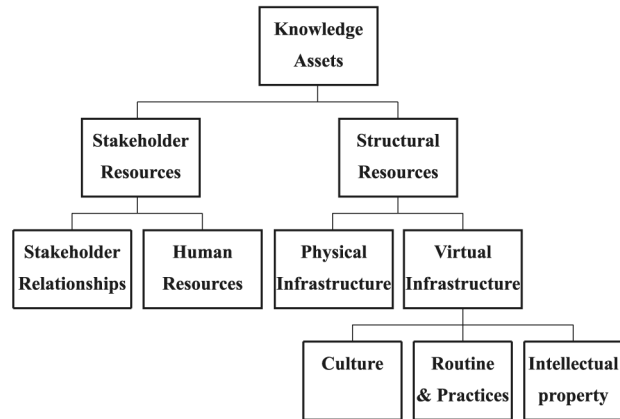 Knowledge
Assets
Stakeholder
Resources
Structural
Resources
Stakeholder
Relationships
Human
Resources
Physical
Infrastructure
Virtual
Infrastructure
Culture
Routine
& Practices
Intellectual
property